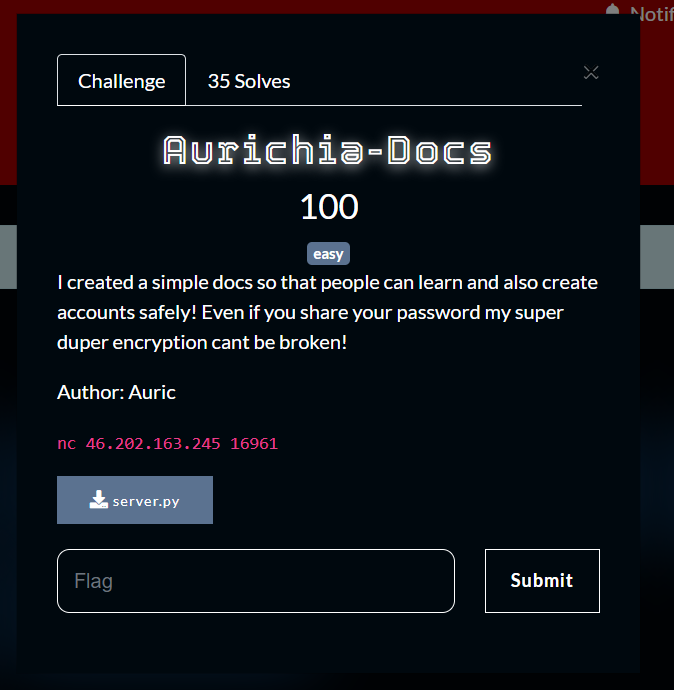 Notif
Challenge
35 Solves
Aurichia-Docs
100
easy
I created a simple docs so that people can learn and also create
accounts safely! Even if you share your password my super
duper encryption cant be broken!
Author: Auric
nc 46.202.163.245 16961
server.py
Flag
Submit